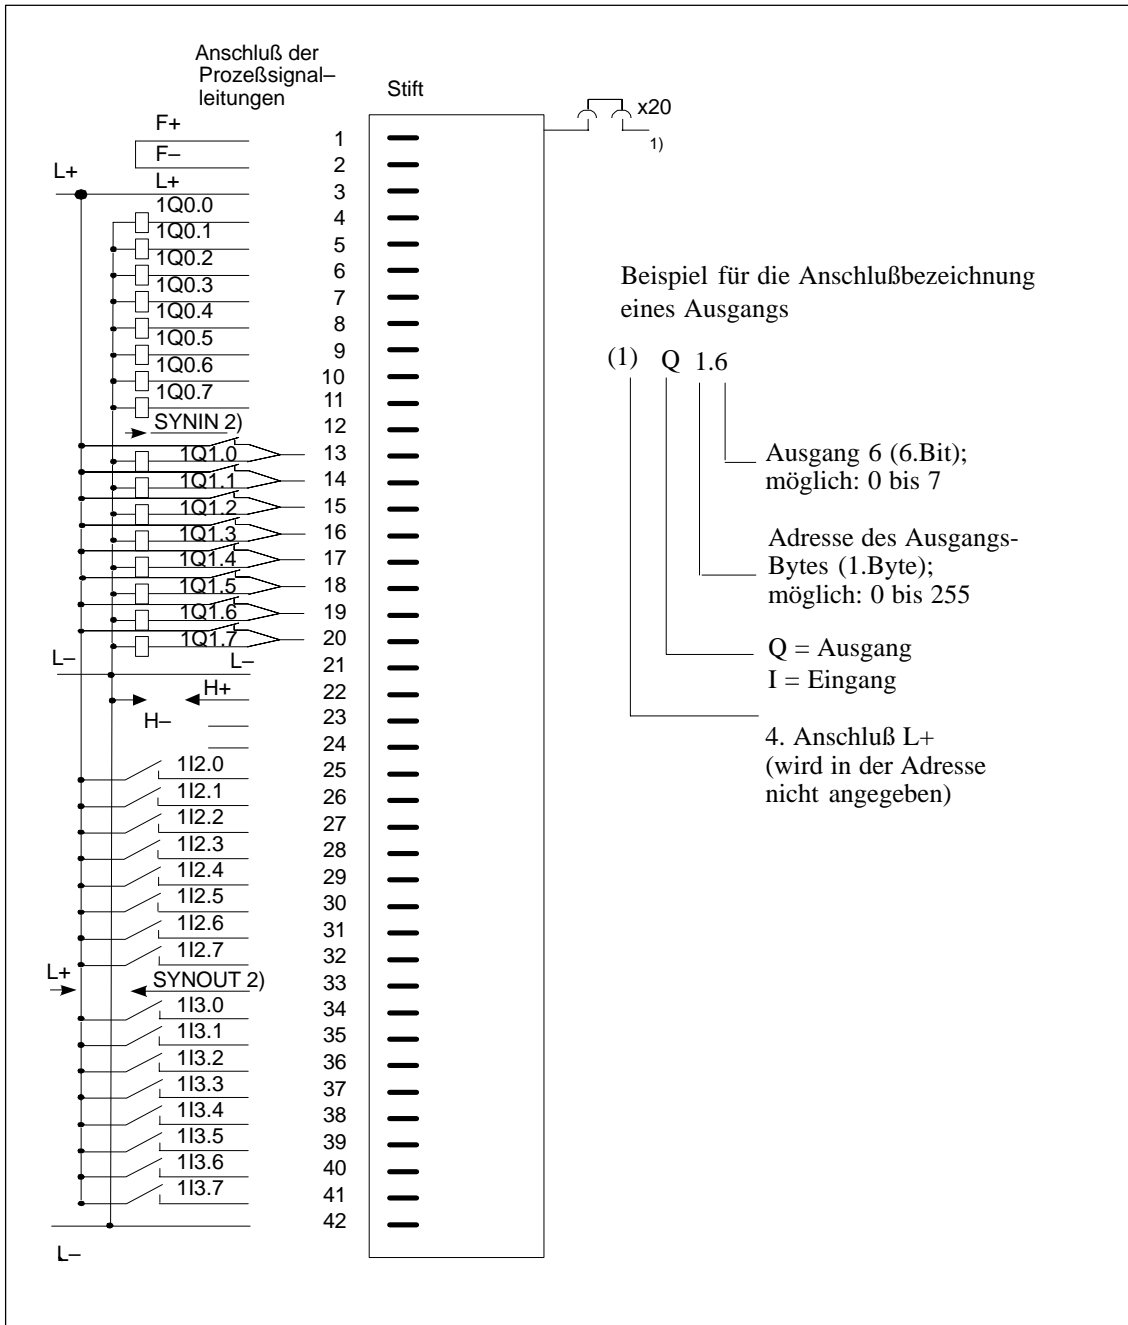 Anschluß der
Prozeßsignal–
leitungen
Stift
x20
1)
F+
1
F–
2
L+
L+
3
1Q0.0
4
1Q0.1
5
1Q0.2
6
1Q0.3
7
1Q0.4
8
1Q0.5
9
1Q0.6
10
1Q0.7
11
SYNIN 2)
12
1Q1.0
13
1Q1.1
14
1Q1.2
15
1Q1.3
16
1Q1.4
17
1Q1.5
18
1Q1.6
19
1Q1.7
20
L–
L–
21
H+
22
H–
23
24
1I2.0
25
1I2.1
26
1I2.2
27
1I2.3
28
1I2.4
29
1I2.5
30
1I2.6
31
1I2.7
32
L+
SYNOUT 2)
33
1I3.0
34
1I3.1
35
1I3.2
36
1I3.3
37
1I3.4
38
1I3.5
39
1I3.6
40
1I3.7
41
42
L–
Beispiel für die Anschlußbezeichnung
eines Ausgangs
(1) Q 1.6
Ausgang 6 (6.Bit);
möglich: 0 bis 7
Adresse des Ausgangs-
Bytes (1.Byte);
möglich: 0 bis 255
Q = Ausgang
I = Eingang
4. Anschluß L+
(wird in der Adresse
nicht angegeben)